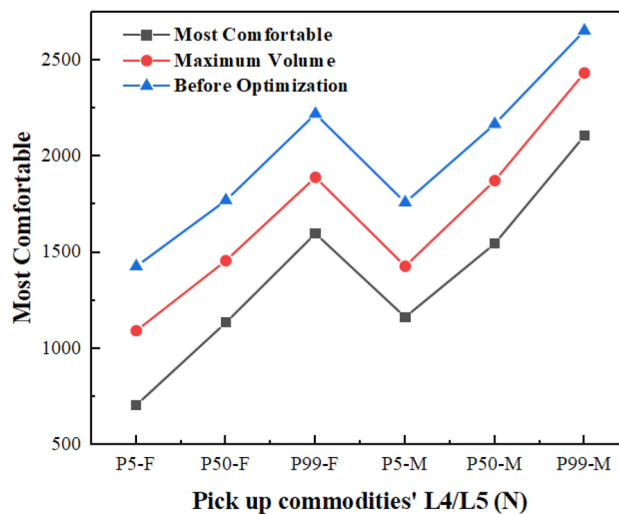 Most Comfortable
Maximum Volume
Before Optimization
Most Comfortable
2500
2000
1500
1000
500
P5-F P50-F P99-F P5-M P50-M P99-M
Pick up commodities' L4/L5 (N)